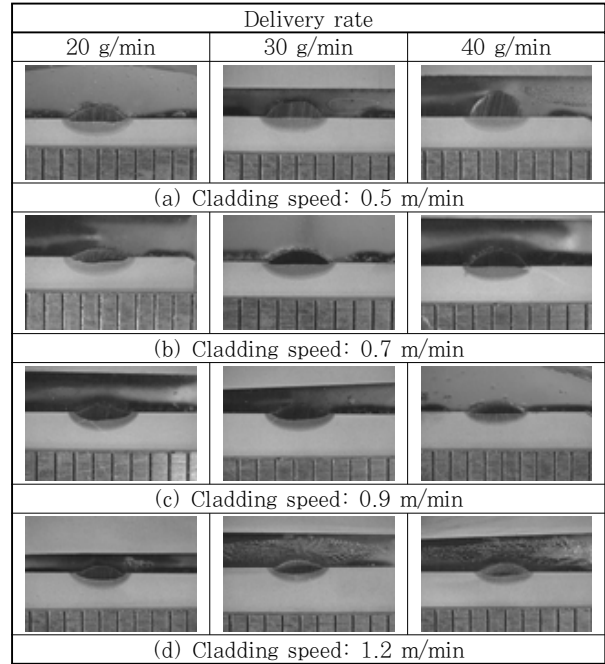 Delivery rate
20 g/min 30 g/min 40 g/min
(a) Cladding speed: 0.5 m/min
(b) Cladding speed: 0.7 m/min
(c) Cladding speed: 0.9 m/min
(d) Cladding speed: 1.2 m/min